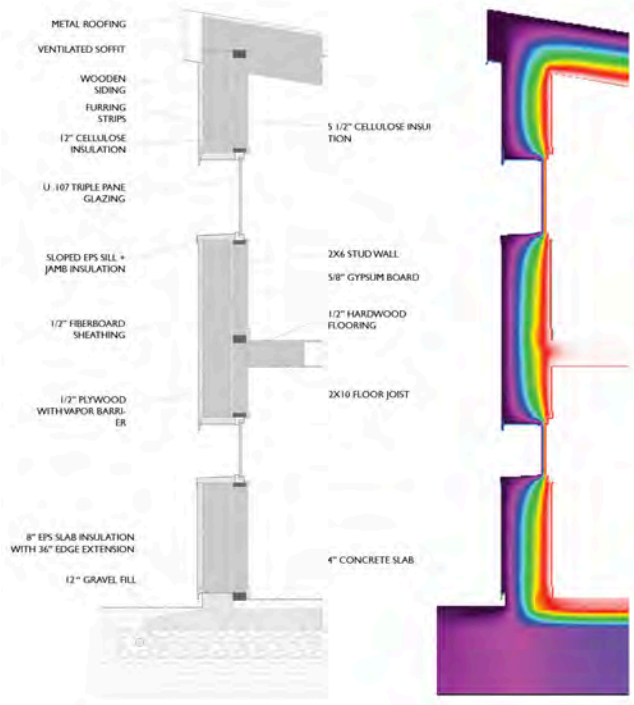 METAL ROOFING
VENTILATED SOFFIT
WOODEN
SIDING
FURRING
STRIPS
12" CELLULOSE
INSULATION
U .107 TRIPLE PANE
GLAZING
SLOPED EPS SILL +
JAMB INSULATION
1/2" FIBERBOARD
SHEATHING
1/2" PLYWOOD
WITH VAPOR BARRI-
ER
8" EPS SLAB INSULATION
WITH 36" EDGE EXTENSION
12" GRAVEL FILL
5 1/2" CELLULOSE INSUL
TION
2X6 STUD WALL
5/8" GYPSUM BOARD
1/2" HARDWOOD
FLOORING
2X10 FLOOR JOIST
4" CONCRETE SLAB